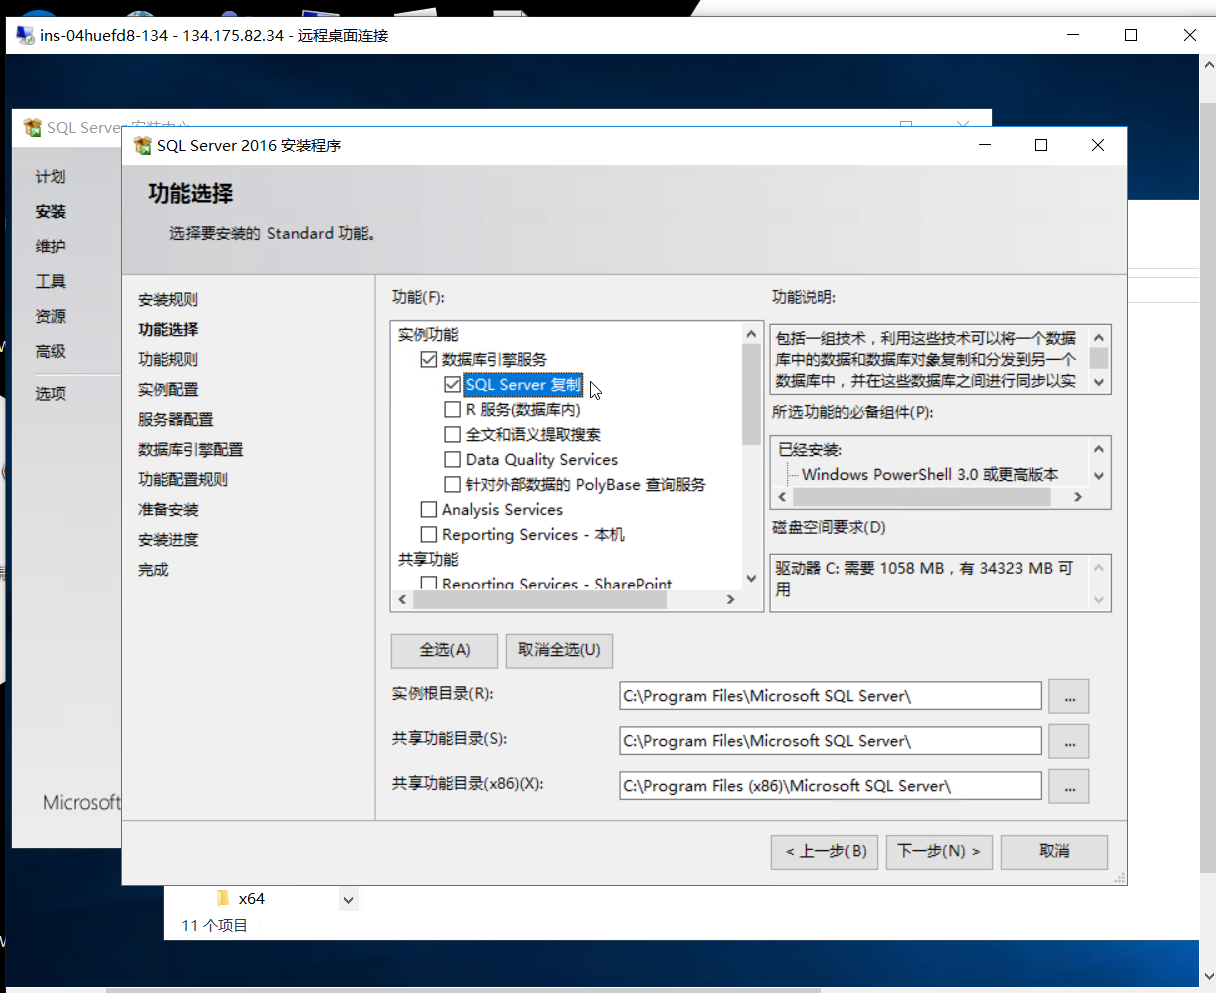 ins-04huefd8-134 - 134.175.82.34 - 远程桌面连接
SQL Server 安装中心
SQL Server 2016 安装程序
计划
安装
维护
工具
资源
高级
选项
Microsoft
功能选择
选择要安装的 Standard 功能。
安装规则
功能选择
功能规则
实例配置
服务器配置
数据库引擎配置
功能配置规则
准备安装
安装进度
完成
功能(F):
实例功能
数据库引擎服务
SQL Server 复制
R 服务(数据库内)
全文和语义提取搜索
Data Quality Services
针对外部数据的 PolyBase 查询服务
Analysis Services
Reporting Services - 本机
共享功能
Reporting Services - SharePoint
功能说明:
包括一组技术，利用这些技术可以将一个数据
库中的数据和数据库对象复制和分发到另一个
数据库中，并在这些数据库之间进行同步以实
所选功能的必备组件(P):
已经安装:
Windows PowerShell 3.0 或更高版本
磁盘空间要求(D)
驱动器 C: 需要 1058 MB，有 34323 MB 可
用
全选(A)
取消全选(U)
实例根目录(R):
C:\Program Files\Microsoft SQL Server\
...
共享功能目录(S):
C:\Program Files\Microsoft SQL Server\
...
共享功能目录(x86)(X):
C:\Program Files (x86)\Microsoft SQL Server\
...
< 上一步(B)
下一步(N) >
取消
x64
11 个项目